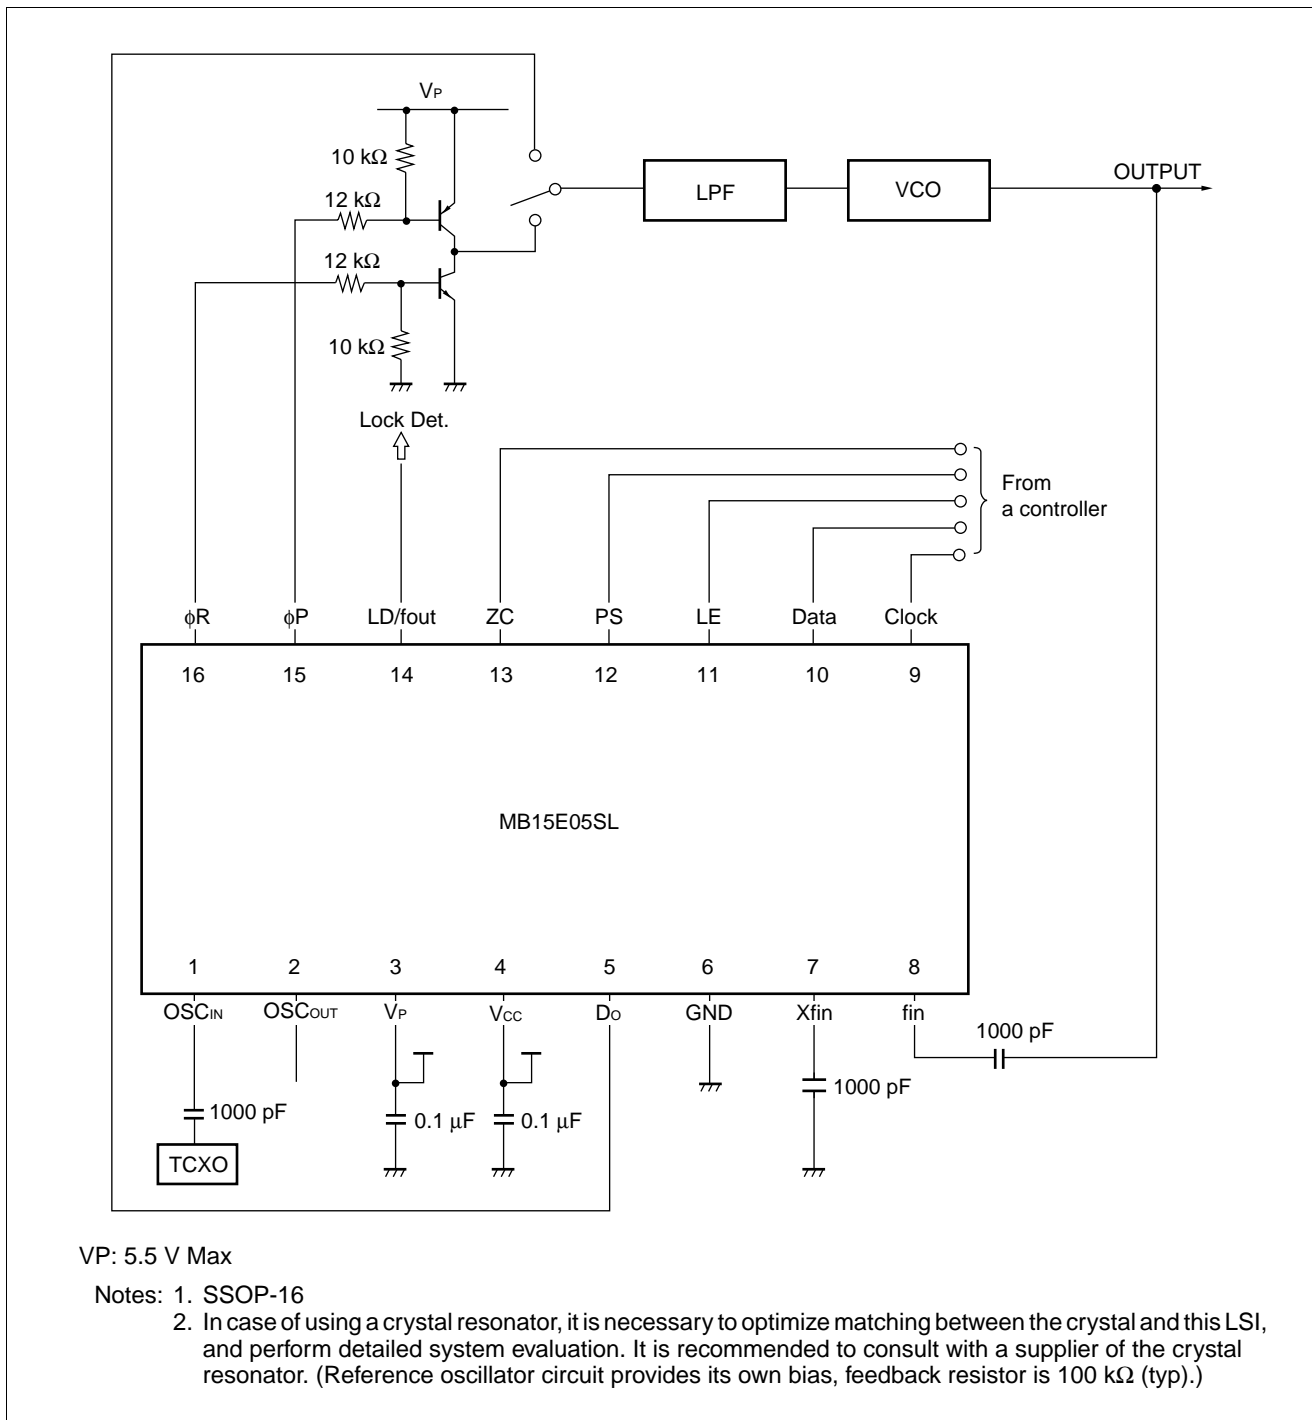 VP
10 kΩ
12 kΩ
12 kΩ
10 kΩ
LPF
VCO
OUTPUT
Lock Det.
From
a controller
φR φP LD/fout ZC PS LE Data Clock
16 15 14 13 12 11 10 9
MB15E05SL
1 2 3 4 5 6 7 8
OSCIN OSCOUT VP VCC DO GND Xfin fin
1000 pF
1000 pF
1000 pF
0.1 μF
0.1 μF
TCXO
VP: 5.5 V Max
Notes: 1. SSOP-16
2. In case of using a crystal resonator, it is necessary to optimize matching between the crystal and this LSI,
and perform detailed system evaluation. It is recommended to consult with a supplier of the crystal
resonator. (Reference oscillator circuit provides its own bias, feedback resistor is 100 kΩ (typ).)